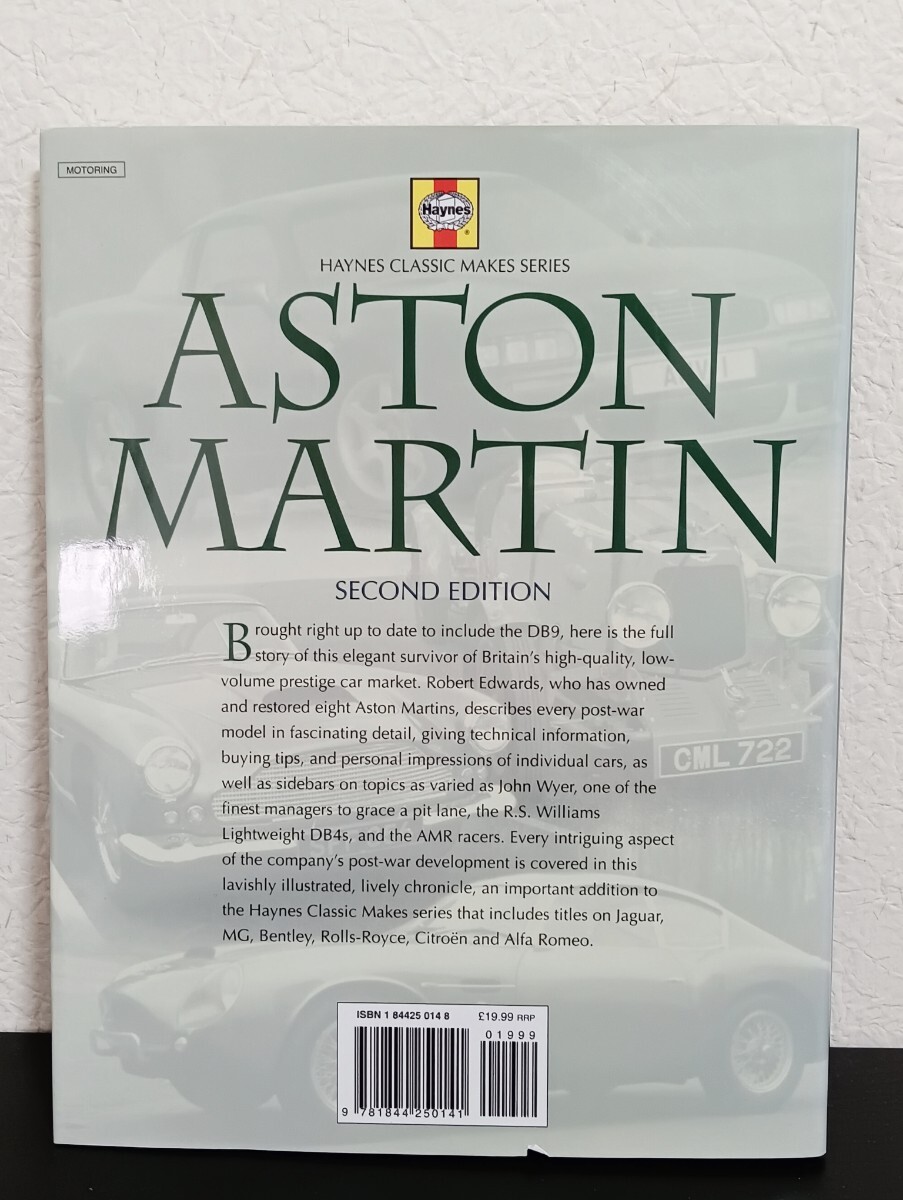 MOTORING
Haynes
HAYNES CLASSIC MAKES SERIES
ASTON
MARTIN
SECOND EDITION
Brought right up to date to include the DB9, here is the full
story of this elegant survivor of Britain's high-quality, low-
volume prestige car market. Robert Edwards, who has owned
and restored eight Aston Martins, describes every post-war
model in fascinating detail, giving technical information,
buying tips, and personal impressions of individual cars, as
well as sidebars on topics as varied as John Wyer, one of the
finest managers to grace a pit lane, the R.S. Williams
Lightweight DB4s, and the AMR racers. Every intriguing aspect
of the company's post-war development is covered in this
lavishly illustrated, lively chronicle, an important addition to
the Haynes Classic Makes series that includes titles on Jaguar,
MG, Bentley, Rolls-Royce, Citroën and Alfa Romeo.
CML 722
ISBN 1 84425 014 8 £19.99 RRP
01999
9 781844 250141